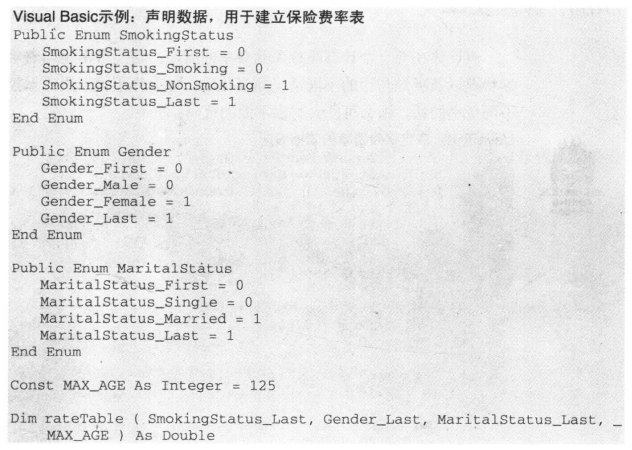 Visual Basic示例：声明数据，用于建立保险费率表
Public Enum SmokingStatus
SmokingStatus_First = 0
SmokingStatus_Smoking = 0
SmokingStatus_NonSmoking = 1
SmokingStatus_Last = 1
End Enum
Public Enum Gender
Gender_First = 0
Gender_Male = 0
Gender_Female = 1
Gender_Last = 1
End Enum
Public Enum MaritalStatus
MaritalStatus_First = 0
MaritalStatus_Single = 0
MaritalStatus_Married = 1
MaritalStatus_Last = 1
End Enum
Const MAX_AGE As Integer = 125
Dim rateTable ( SmokingStatus_Last, Gender_Last, MaritalStatus_Last, _
MAX_AGE ) As Double